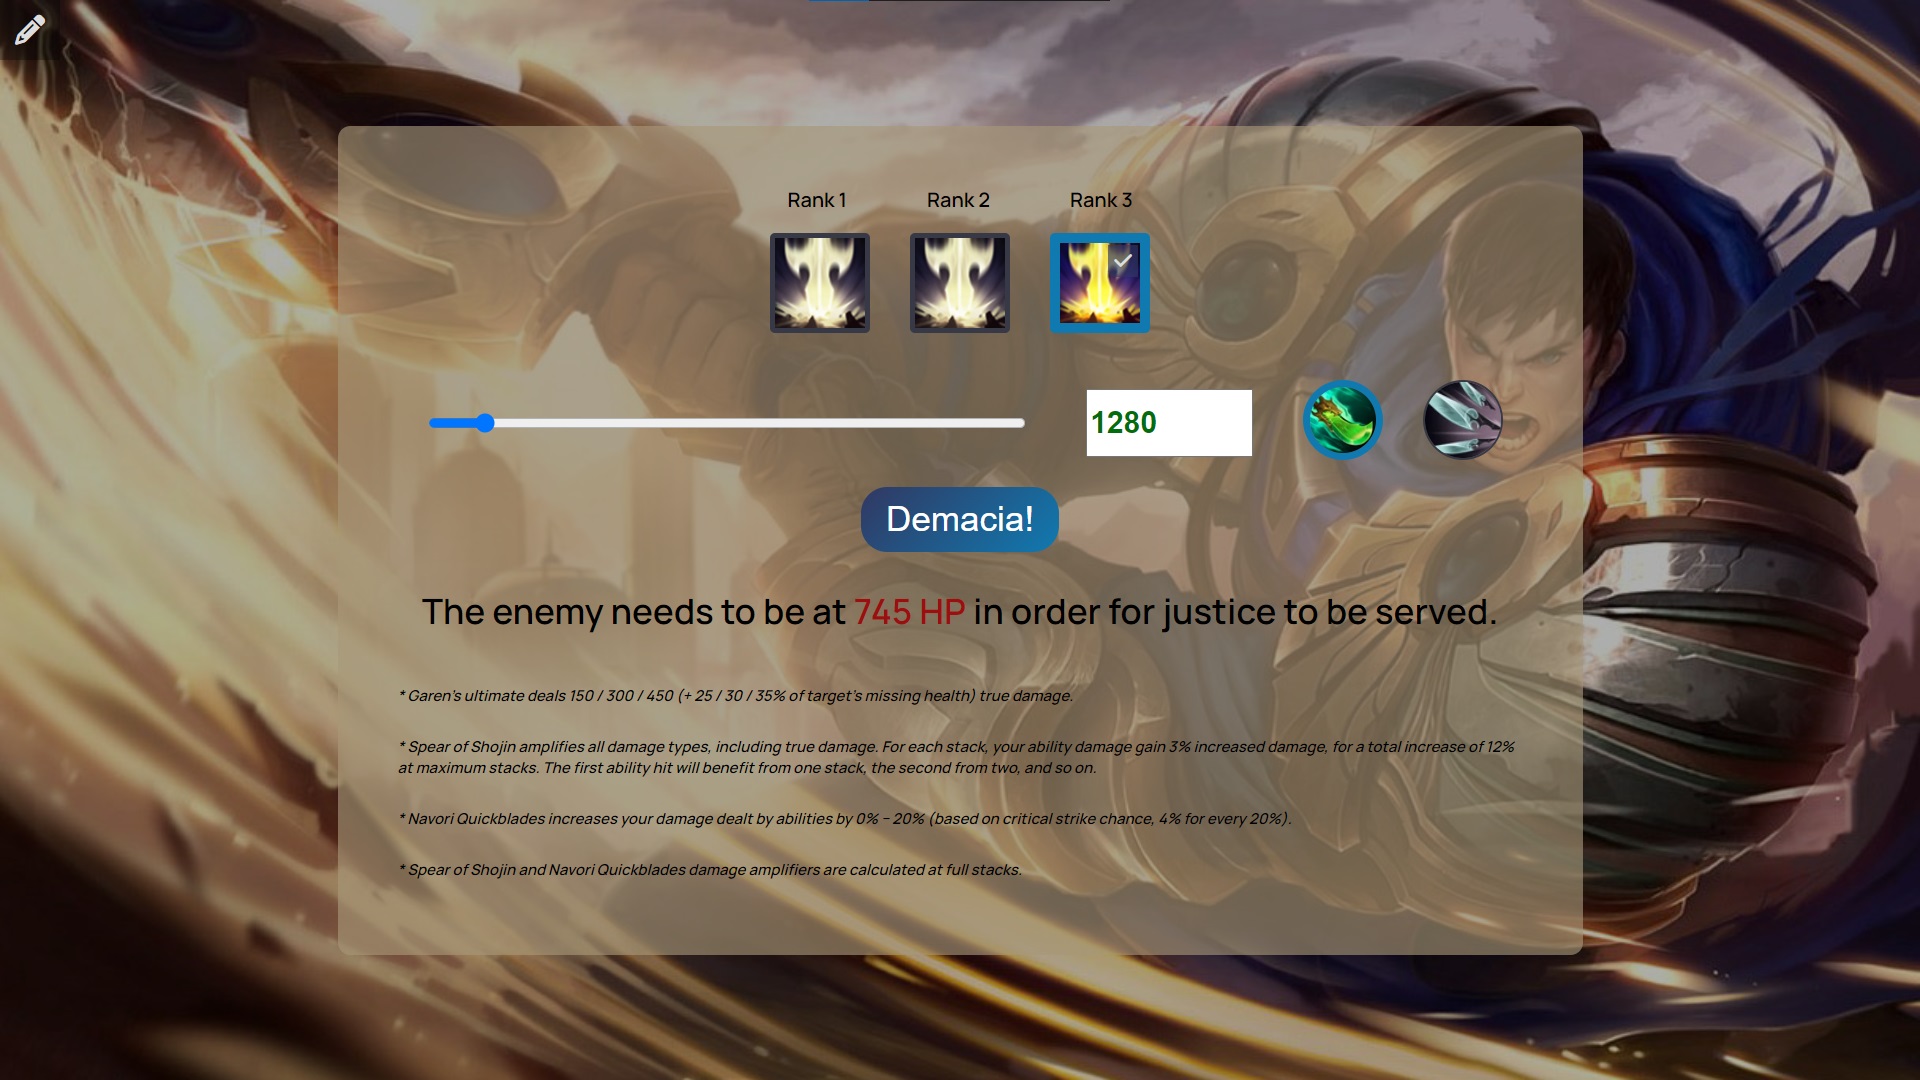 Rank 1 Rank 2 Rank 3
1280
Demacia!
The enemy needs to be at 745 HP in order for justice to be served.
* Garen's ultimate deals 150 / 300 / 450 (+ 25 / 30 / 35% of target's missing health) true damage.
* Spear of Shojin amplifies all damage types, including true damage. For each stack, your ability damage gain 3% increased damage, for a total increase of 12%
at maximum stacks. The first ability hit will benefit from one stack, the second from two, and so on.
* Navori Quickblades increases your damage dealt by abilities by 0% – 20% (based on critical strike chance, 4% for every 20%).
* Spear of Shojin and Navori Quickblades damage amplifiers are calculated at full stacks.